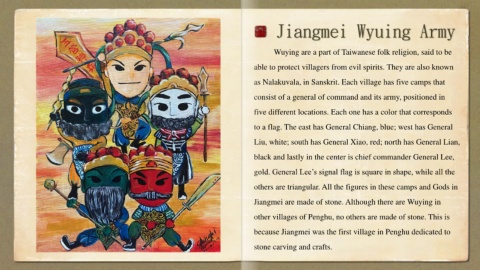 Jiangmei Wyuing Army
Wuying are a part of Taiwanese folk religion, said to be
able to protect villagers from evil spirits. They are also known
as Nalakuvala, in Sanskrit. Each village has five camps that
consist of a general of command and its army, positioned in
five different locations. Each one has a color that corresponds
to a flag. The east has General Chiang, blue; west has General
Liu, white; south has General Xiao, red; north has General Lian,
black and lastly in the center is chief commander General Lee,
gold. General Lee’s signal flag is square in shape, while all the
others are triangular. All the figures in these camps and Gods in
Jiangmei are made of stone. Although there are Wuying in
other villages of Penghu, no others are made of stone. This is
because Jiangmei was the first village in Penghu dedicated to
stone carving and crafts.